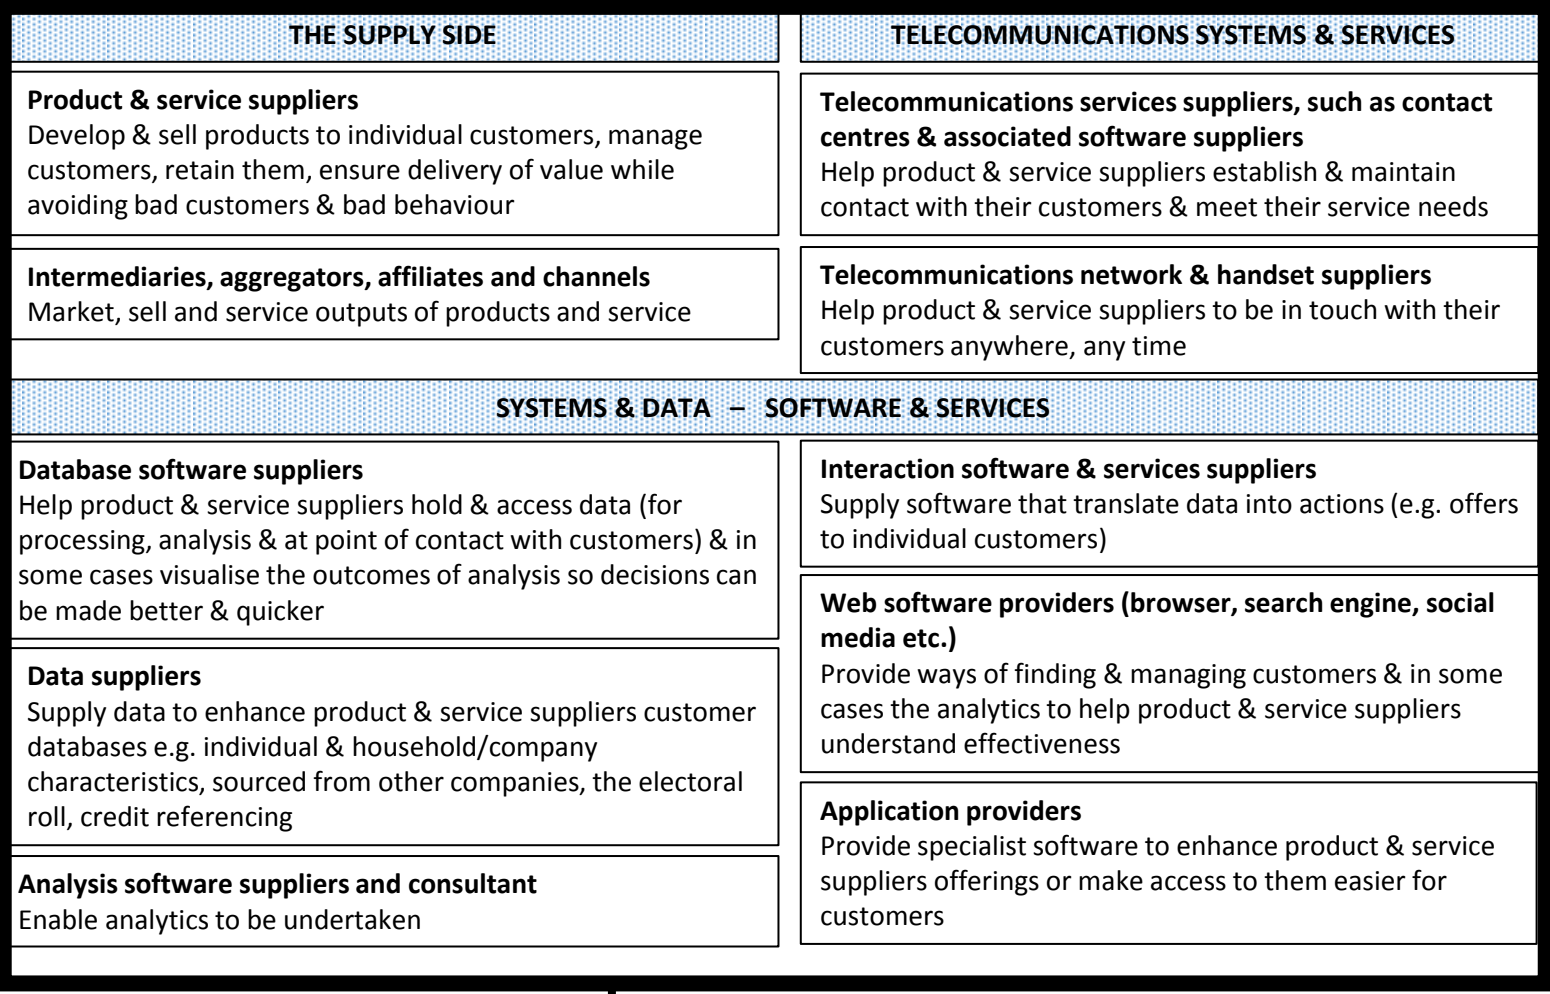 THE SUPPLY SIDE
Product & service suppliers
Develop & sell products to individual customers, manage
customers, retain them, ensure delivery of value while
avoiding bad customers & bad behaviour
Intermediaries, aggregators, affiliates and channels
Market, sell and service outputs of products and service
TELECOMMUNICATIONS SYSTEMS & SERVICES
Telecommunications services suppliers, such as contact
centres & associated software suppliers
Help product & service suppliers establish & maintain
contact with their customers & meet their service needs
Telecommunications network & handset suppliers
Help product & service suppliers to be in touch with their
customers anywhere, any time
SYSTEMS & DATA – SOFTWARE & SERVICES
Database software suppliers
Help product & service suppliers hold & access data (for
processing, analysis & at point of contact with customers) & in
some cases visualise the outcomes of analysis so decisions can
be made better & quicker
Data suppliers
Supply data to enhance product & service suppliers customer
databases e.g. individual & household/company
characteristics, sourced from other companies, the electoral
roll, credit referencing
Analysis software suppliers and consultant
Enable analytics to be undertaken
Interaction software & services suppliers
Supply software that translate data into actions (e.g. offers
to individual customers)
Web software providers (browser, search engine, social
media etc.)
Provide ways of finding & managing customers & in some
cases the analytics to help product & service suppliers
understand effectiveness
Application providers
Provide specialist software to enhance product & service
suppliers offerings or make access to them easier for
customers